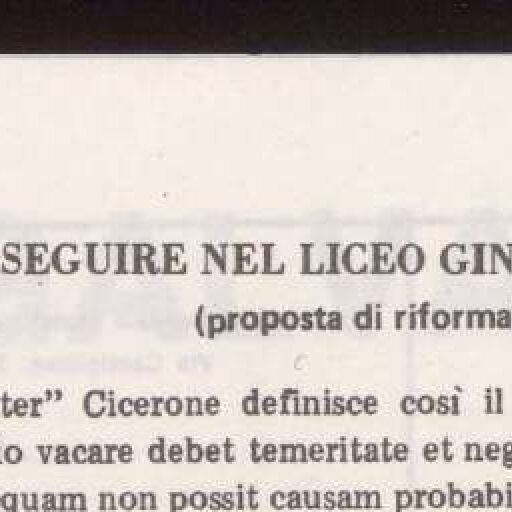 SEGUIRE NEL LICEO GIN
(proposta di riforma
ter” Cicerone definisce così il
io vacare debet temeritate et neg
quam non possit causam probabi